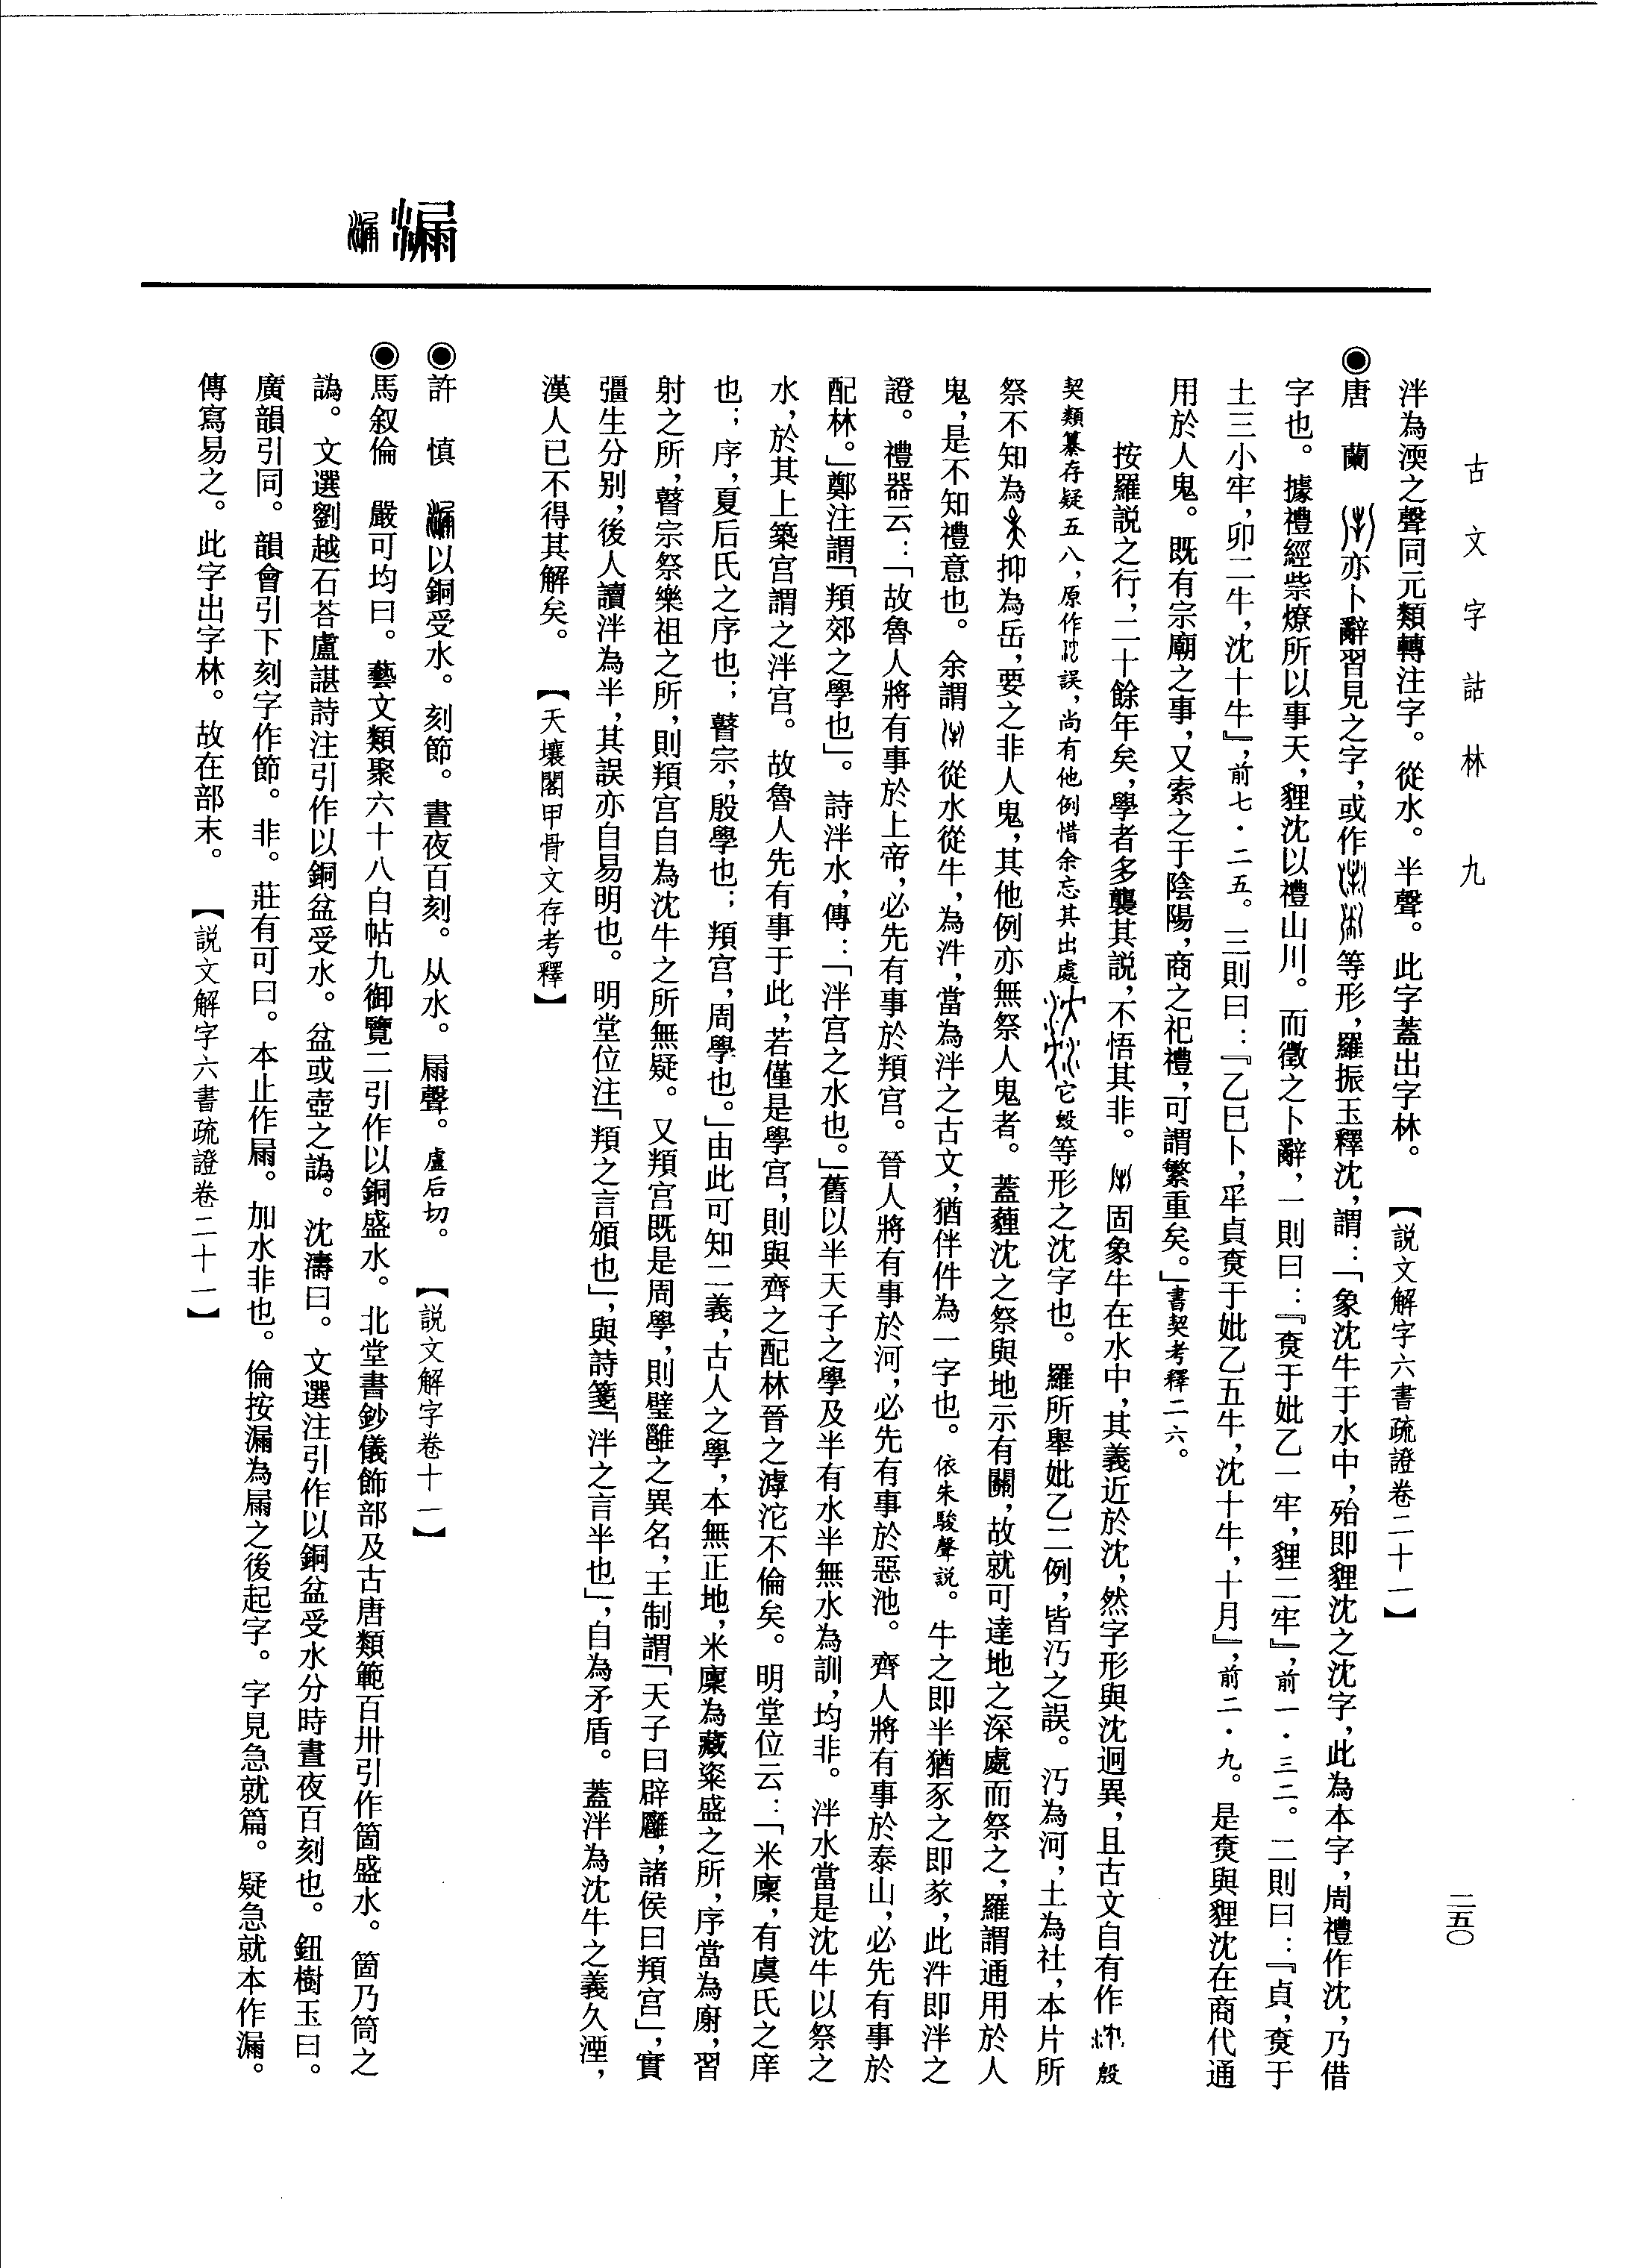 古文字詁林　九
二五〇
泮為湙之聲同元類轉注字。從水。半聲。此字蓋出字林。【説文解字六書疏證卷二十一】
◉唐　蘭　亦卜辭習見之字，或作等形，羅振玉釋沈，謂：「象沈牛于水中，殆即貍沈之沈字，此為本字，周禮作沈，乃借
字也。據禮經祡燎所以事天，貍沈以禮山川。而徵之卜辭，一則曰：『𡙸于妣乙一牢，貍二牢』，前一·三二。二則曰：『貞，𡙸于
土三小牢，卯二牛，沈十牛』，前七·二五。三則曰：『乙巳卜，㞷貞𡙸于妣乙五牛，沈十牛，十月』，前二·九。是𡙸與貍沈在商代通
用於人鬼。既有宗廟之事，又索之于陰陽，商之祀禮，可謂繁重矣。」書契考釋二六。
按羅説之行，二十餘年矣，學者多襲其説，不悟其非。固象牛在水中，其義近於沈，然字形與沈迥異，且古文自有作殷
契類纂存疑五八，原作沈誤，尚有他例惜余忘其出處它𣪘等形之沈字也。羅所舉妣乙二例，皆汅之誤。汅為河，土為社，本片所
祭不知為抑為岳，要之非人鬼，其他例亦無祭人鬼者。蓋薶沈之祭與地示有關，故就可達地之深處而祭之，羅謂通用於人
鬼，是不知禮意也。余謂從水從牛，為汼，當為泮之古文，猶伴件為一字也。依朱駿聲説。牛之即半猶豕之即㒸，此汼即泮之
證。禮器云：「故魯人將有事於上帝，必先有事於頖宮。晉人將有事於河，必先有事於惡池。齊人將有事於泰山，必先有事於
配林。」鄭注謂「頖郊之學也」。詩泮水，傳：「泮宮之水也。」舊以半天子之學及半有水半無水為訓，均非。泮水當是沈牛以祭之
水，於其上築宮謂之泮宮。故魯人先有事于此，若僅是學宮，則與齊之配林晉之滹沱不倫矣。明堂位云：「米廩，有虞氏之庠
也；序，夏后氏之序也；瞽宗，殷學也；頖宮，周學也。」由此可知二義，古人之學，本無正地，米廩為藏粢盛之所，序當為廚，習
射之所，瞽宗祭樂祖之所，則頖宮自為沈牛之所無疑。又頖宮既是周學，則璧雝之異名，王制謂「天子曰辟廱，諸侯曰頖宮」，實
彊生分别，後人讀泮為半，其誤亦自易明也。明堂位注「頖之言頒也」，與詩箋「泮之言半也」，自為矛盾。蓋泮為沈牛之義久湮，
漢人已不得其解矣。【天壤閣甲骨文存考釋】
漏
◉許　慎　以銅受水。刻節。晝夜百刻。从水。屚聲。盧后切。【説文解字卷十一】
◉馬叙倫　嚴可均曰。藝文類聚六十八白帖九御覽二引作以銅盛水。北堂書鈔儀飾部及古唐類範百卅引作箇盛水。箇乃筒之
譌。文選劉越石荅盧諶詩注引作以銅盆受水。盆或壺之譌。沈濤曰。文選注引作以銅盆受水分時晝夜百刻也。鈕樹玉曰。
廣韻引同。韻會引下刻字作節。非。莊有可曰。本止作屚。加水非也。倫按漏為屚之後起字。字見急就篇。疑急就本作漏。
傳寫易之。此字出字林。故在部末。【説文解字六書疏證卷二十一】